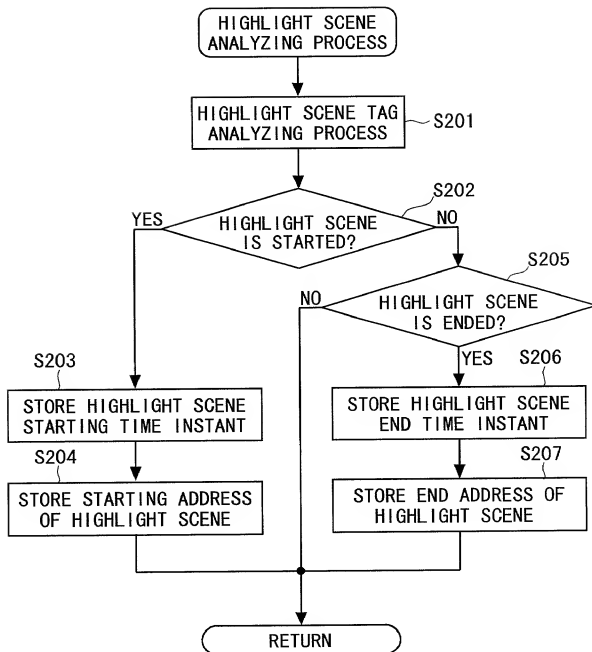 HIGHLIGHT SCENE
ANALYZING PROCESS
HIGHLIGHT SCENE TAG
ANALYZING PROCESS
S201
S202
YES
HIGHLIGHT SCENE
IS STARTED?
NO
S205
NO
HIGHLIGHT SCENE
IS ENDED?
YES
S203
STORE HIGHLIGHT SCENE
STARTING TIME INSTANT
S204
STORE STARTING ADDRESS
OF HIGHLIGHT SCENE
S206
STORE HIGHLIGHT SCENE
END TIME INSTANT
S207
STORE END ADDRESS OF
HIGHLIGHT SCENE
RETURN